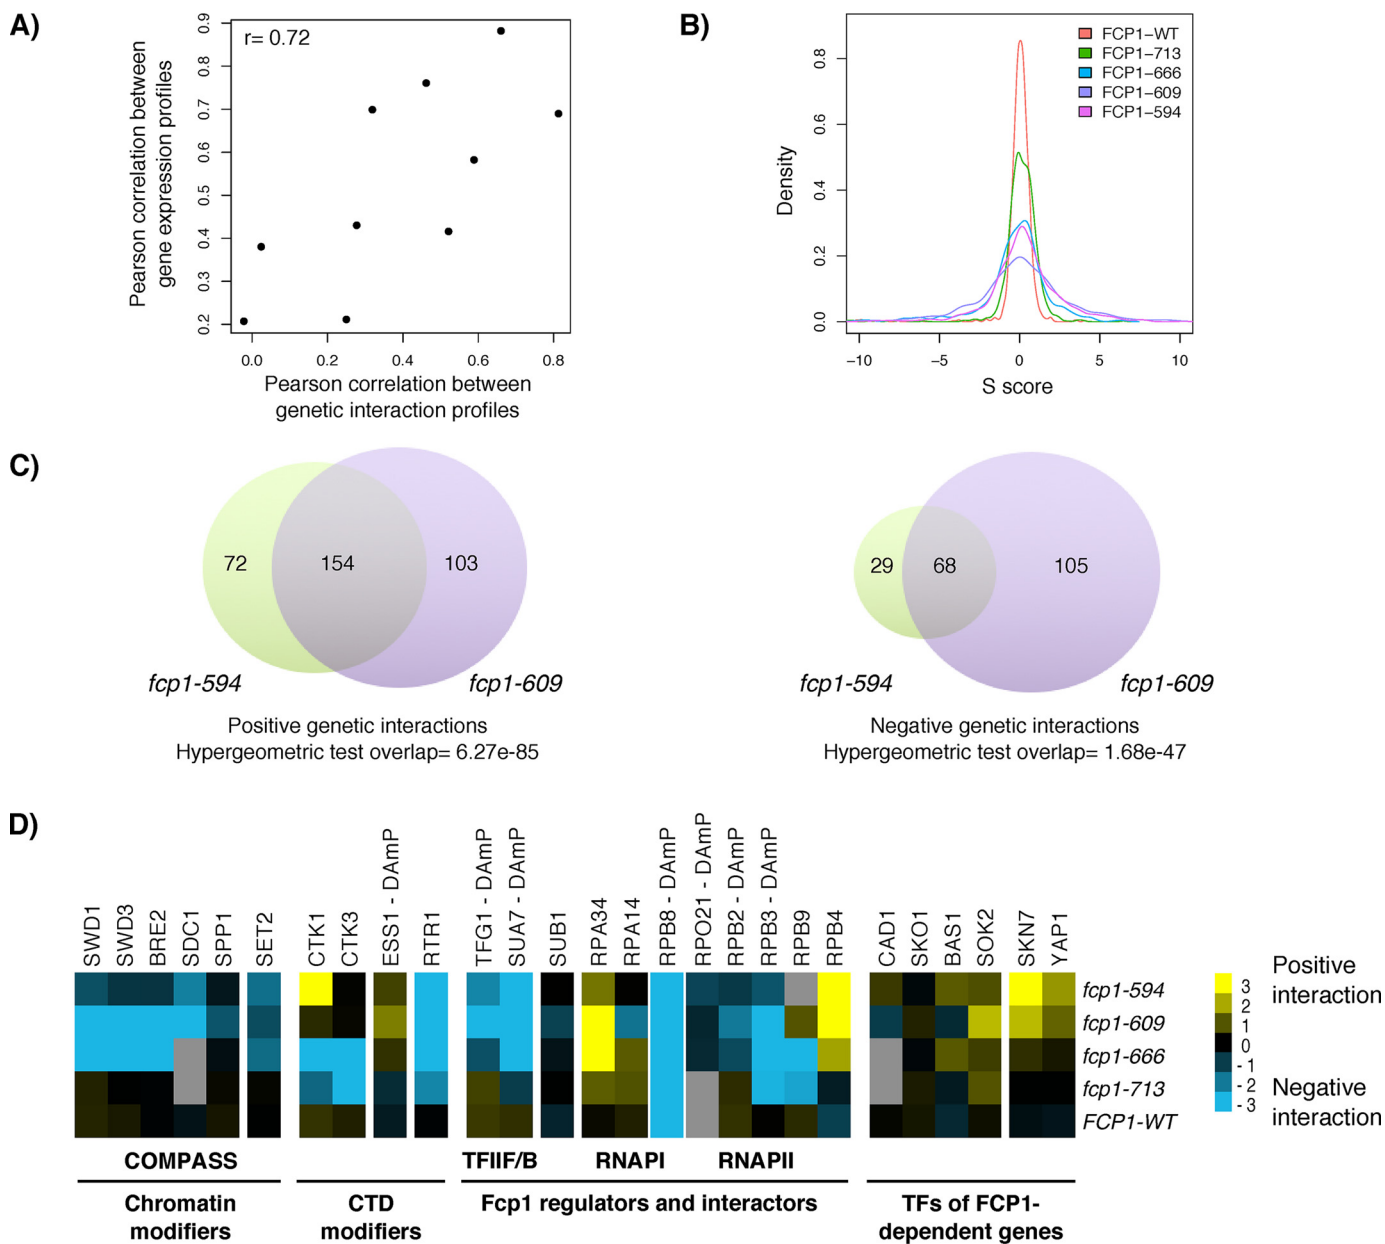 A)
r= 0.72
Pearson correlation between
gene expression profiles
0.9
0.8
0.7
0.6
0.5
0.4
0.3
0.2
0.0
0.2
0.4
0.6
0.8
Pearson correlation between
genetic interaction profiles
B)
FCP1–WT
FCP1–713
FCP1–666
FCP1–609
FCP1–594
Density
0.8
0.6
0.4
0.2
0.0
−10
−5
0
5
10
S score
C)
72
154
103
fcp1-594
fcp1-609
Positive genetic interactions
Hypergeometric test overlap= 6.27e-85
29
68
105
fcp1-594
fcp1-609
Negative genetic interactions
Hypergeometric test overlap= 1.68e-47
D)
SWD1
SWD3
BRE2
SDC1
SPP1
SET2
CTK1
CTK3
ESS1 - DAmP
RTR1
TFG1 - DAmP
SUA7 - DAmP
SUB1
RPA34
RPA14
RPB8 - DAmP
RPO21 - DAmP
RPB2 - DAmP
RPB3 - DAmP
RPB9
RPB4
CAD1
SKO1
BAS1
SOK2
SKN7
YAP1
fcp1-594
fcp1-609
fcp1-666
fcp1-713
FCP1-WT
3
2
1
0
- 1
- 2
- 3
Positive
interaction
Negative
interaction
COMPASS
TFIIF/B
RNAPI
RNAPII
Chromatin
modifiers
CTD
modifiers
Fcp1 regulators and interactors
TFs of FCP1-
dependent genes